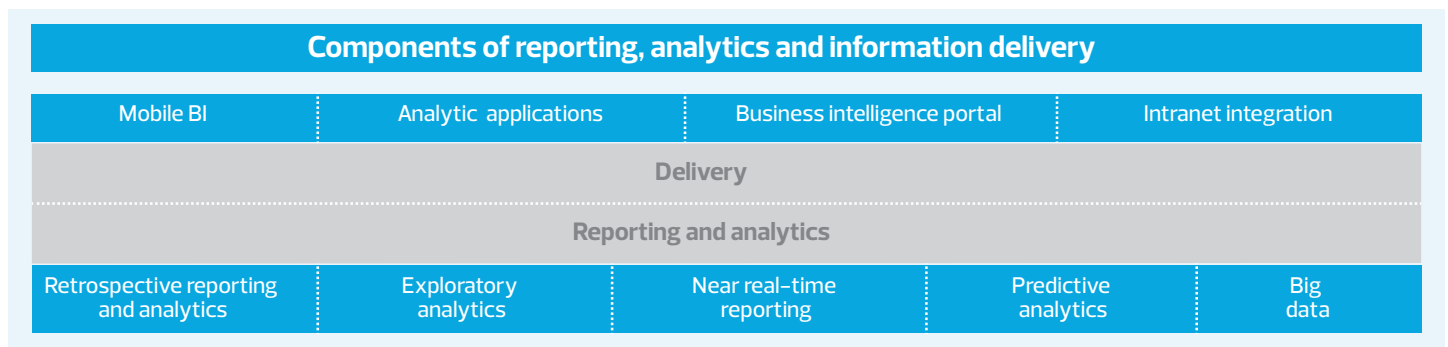 Components of reporting, analytics and information delivery
Mobile BI
Analytic applications
Business intelligence portal
Intranet integration
Delivery
Reporting and analytics
Retrospective reporting
and analytics
Exploratory
analytics
Near real-time
reporting
Predictive
analytics
Big
data